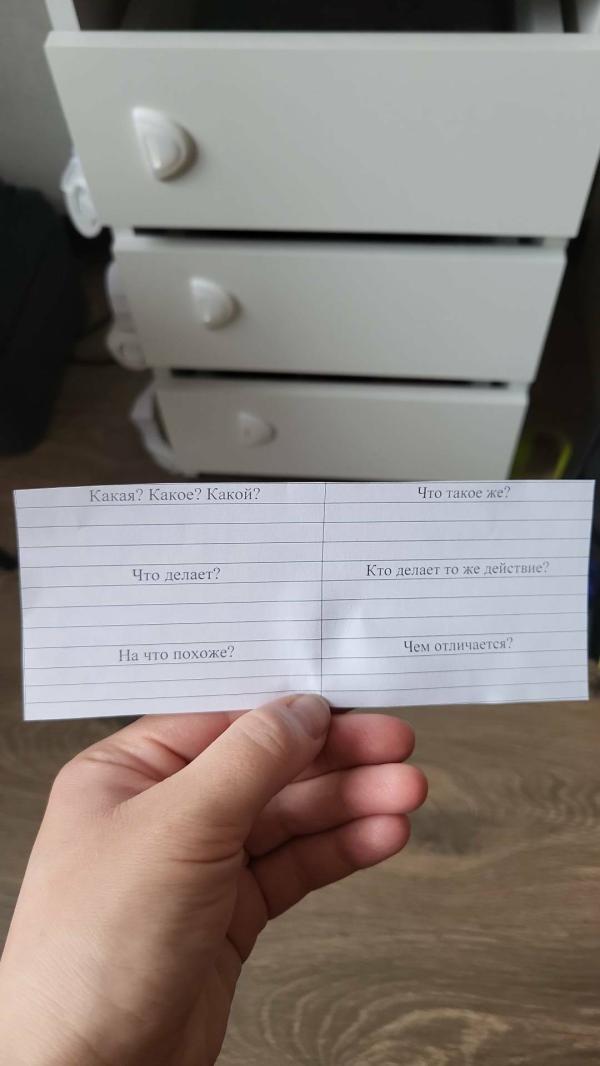 Какая? Какое? Какой? Что такое же?
Что делает? Кто делает то же действие?
На что похоже? Чем отличается?